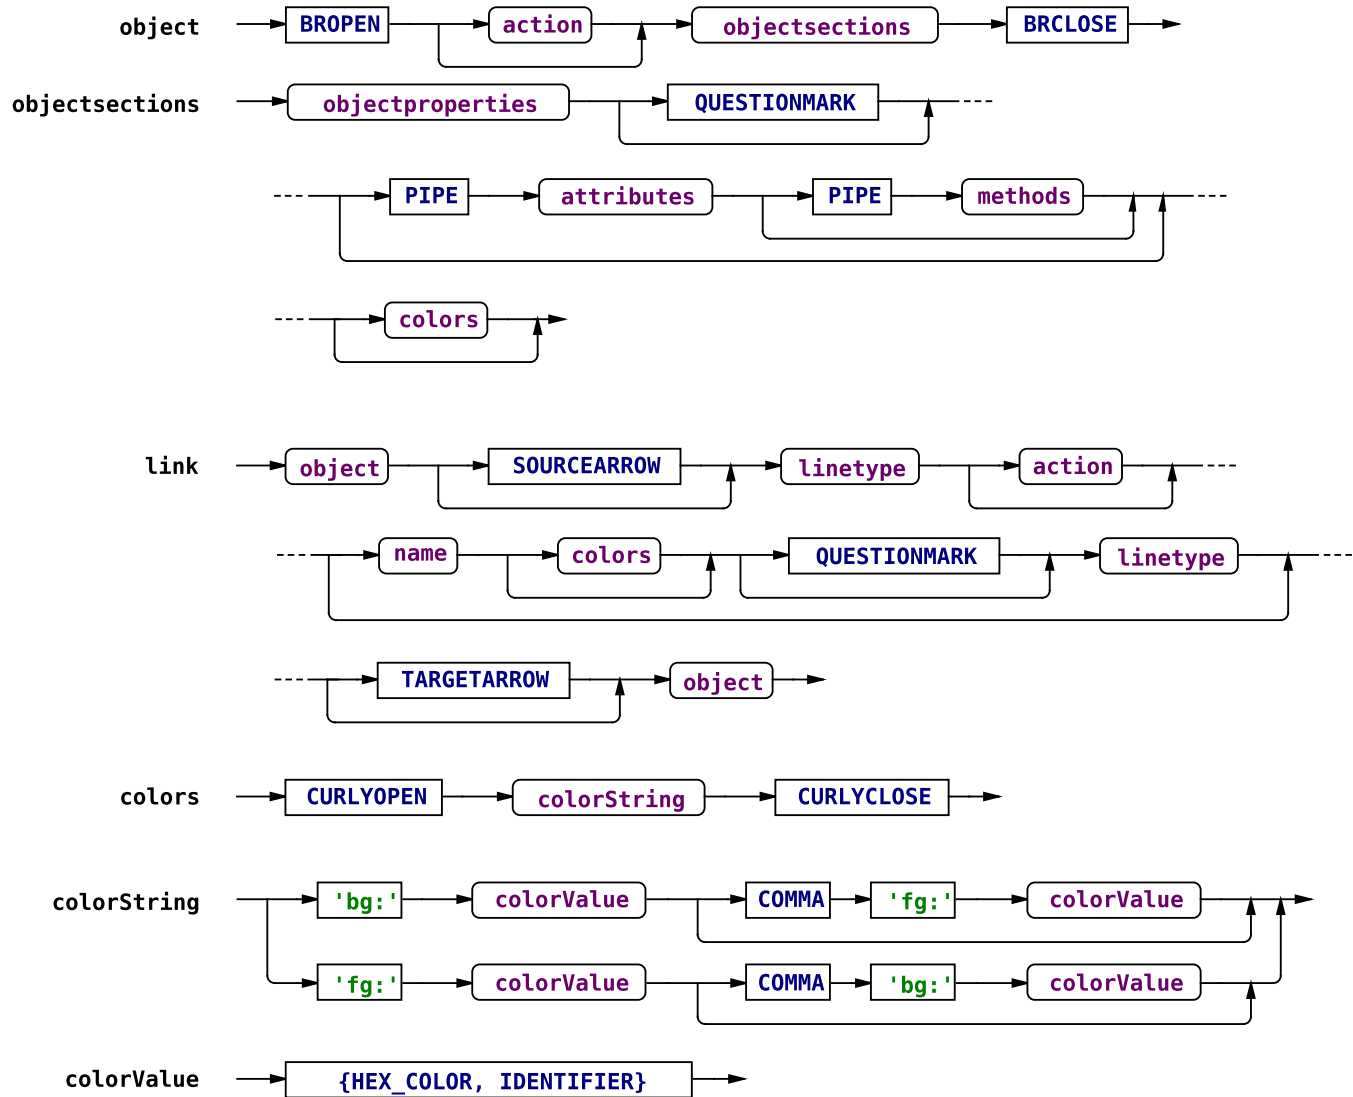 object BROPEN action objectsections BRCLOSE
objectsections objectproperties QUESTIONMARK
PIPE attributes PIPE methods
colors
link object SOURCEARROW linetype action
name colors QUESTIONMARK linetype
TARGETARROW object
colors CURLYOPEN colorString CURLYCLOSE
colorString 'bg:' colorValue COMMA 'fg:' colorValue
'fg:' colorValue COMMA 'bg:' colorValue
colorValue {HEX_COLOR, IDENTIFIER}